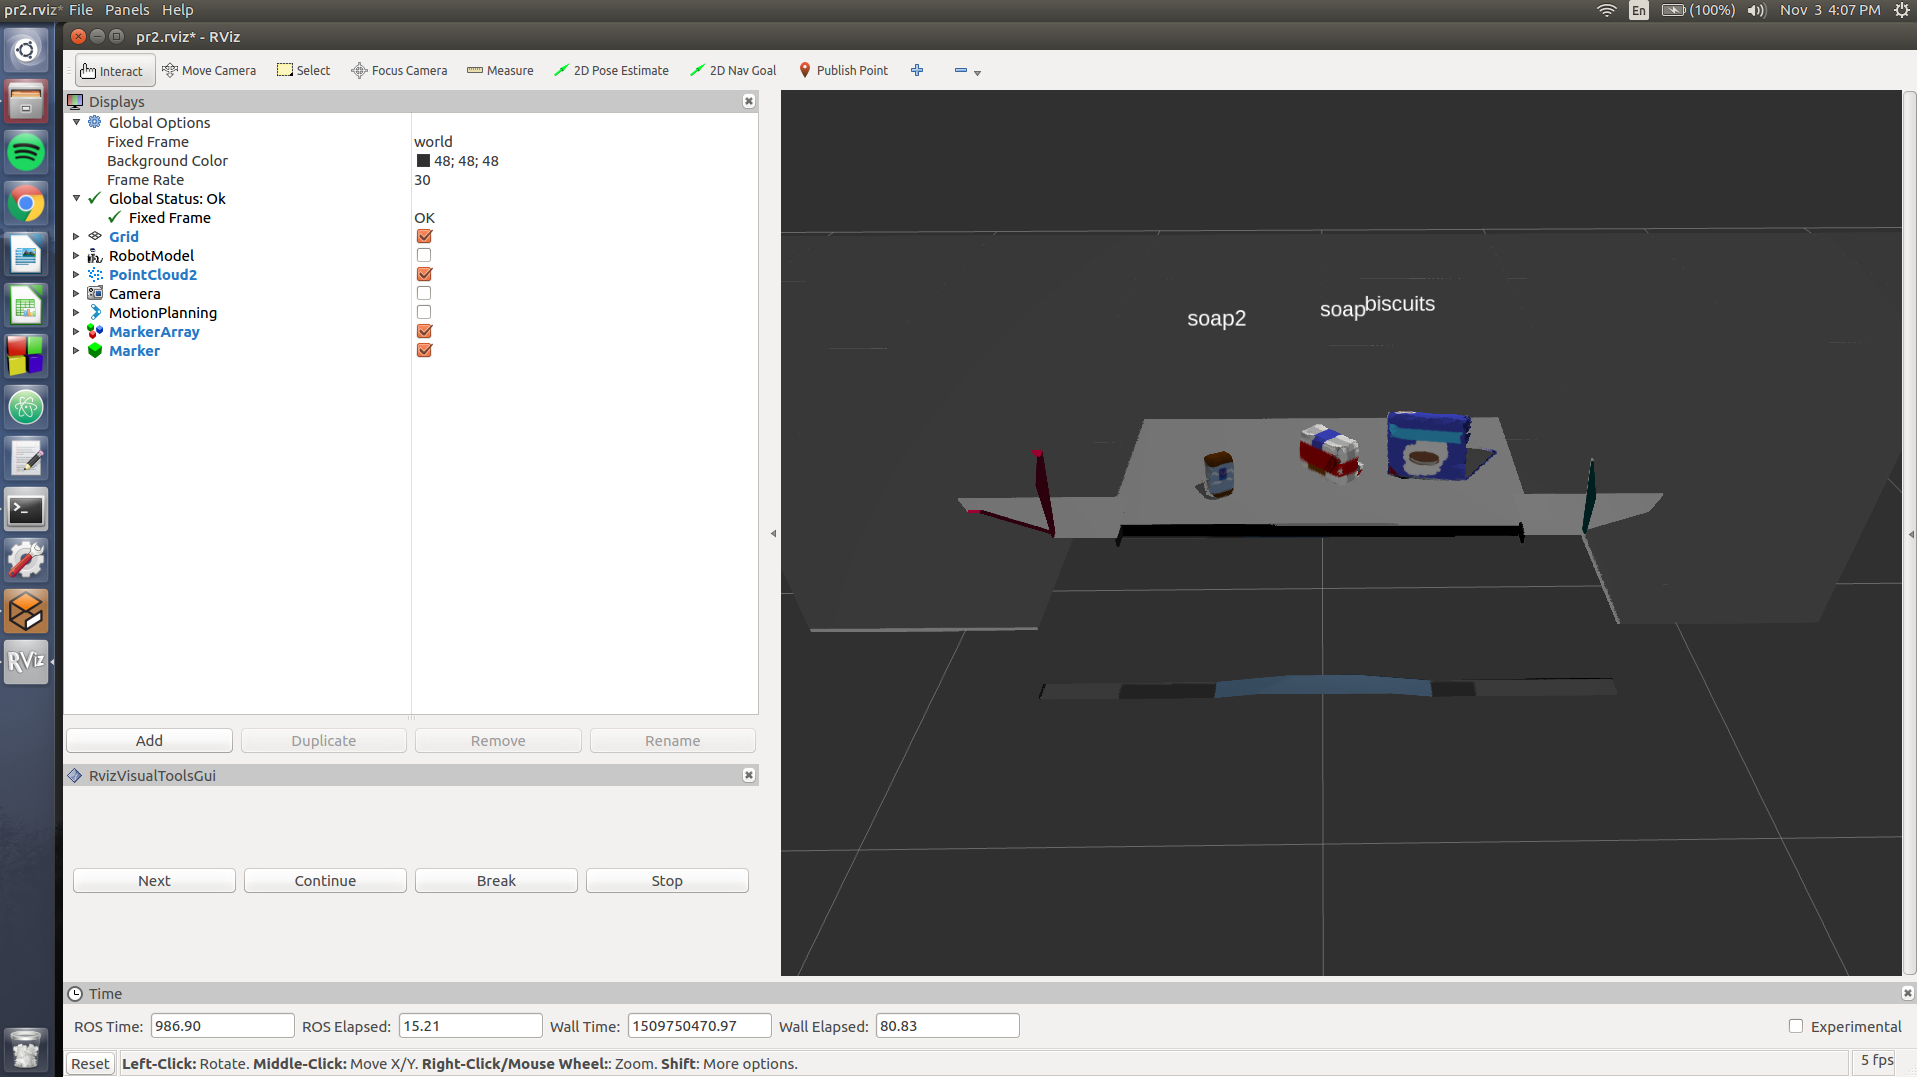 pr2.rviz* File Panels Help
En (100%) Nov 3 4:07 PM
pr2.rviz* - RViz
Interact Move Camera Select Focus Camera Measure 2D Pose Estimate 2D Nav Goal Publish Point
Displays
Global Options
Fixed Frame world
Background Color 48; 48; 48
Frame Rate 30
Global Status: Ok
Fixed Frame OK
Grid
RobotModel
PointCloud2
Camera
MotionPlanning
MarkerArray
Marker
soap2 soap biscuits
Add Duplicate Remove Rename
RvizVisualToolsGui
RViz
Next Continue Break Stop
Time
ROS Time: 986.90 ROS Elapsed: 15.21 Wall Time: 1509750470.97 Wall Elapsed: 80.83 Experimental
Reset Left-Click: Rotate. Middle-Click: Move X/Y. Right-Click/Mouse Wheel:: Zoom. Shift: More options. 5 fps